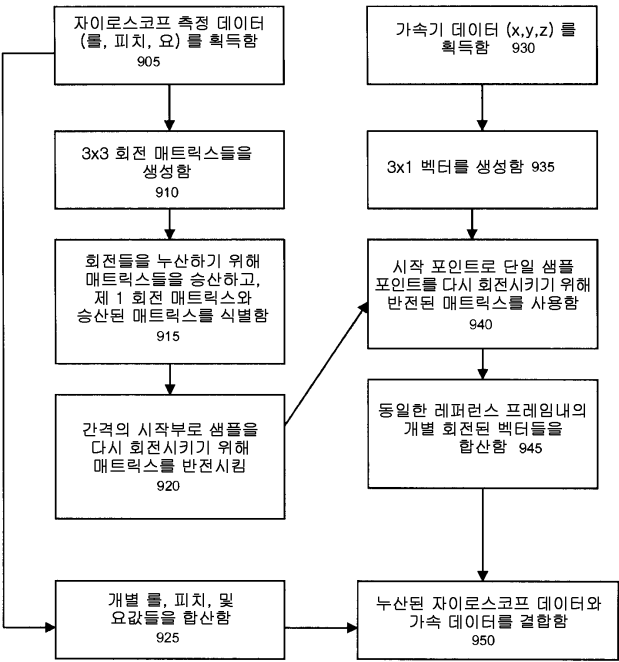 자이로스코프 측정 데이터
(롤, 피치, 요) 를 획득함
905
3x3 회전 매트릭스들을
생성함
910
회전들을 누산하기 위해
매트릭스들을 승산하고,
제 1 회전 매트릭스와
승산된 매트릭스를 식별함
915
간격의 시작부로 샘플을
다시 회전시키기 위해
매트릭스를 반전시킴
920
개별 롤, 피치, 및
요값들을 합산함
925
가속기 데이터 (x,y,z) 를
획득함 930
3x1 벡터를 생성함 935
시작 포인트로 단일 샘플
포인트를 다시 회전시키기 위해
반전된 매트릭스를 사용함
940
동일한 레퍼런스 프레임내의
개별 회전된 벡터들을
합산함 945
누산된 자이로스코프 데이터와
가속 데이터를 결합함
950